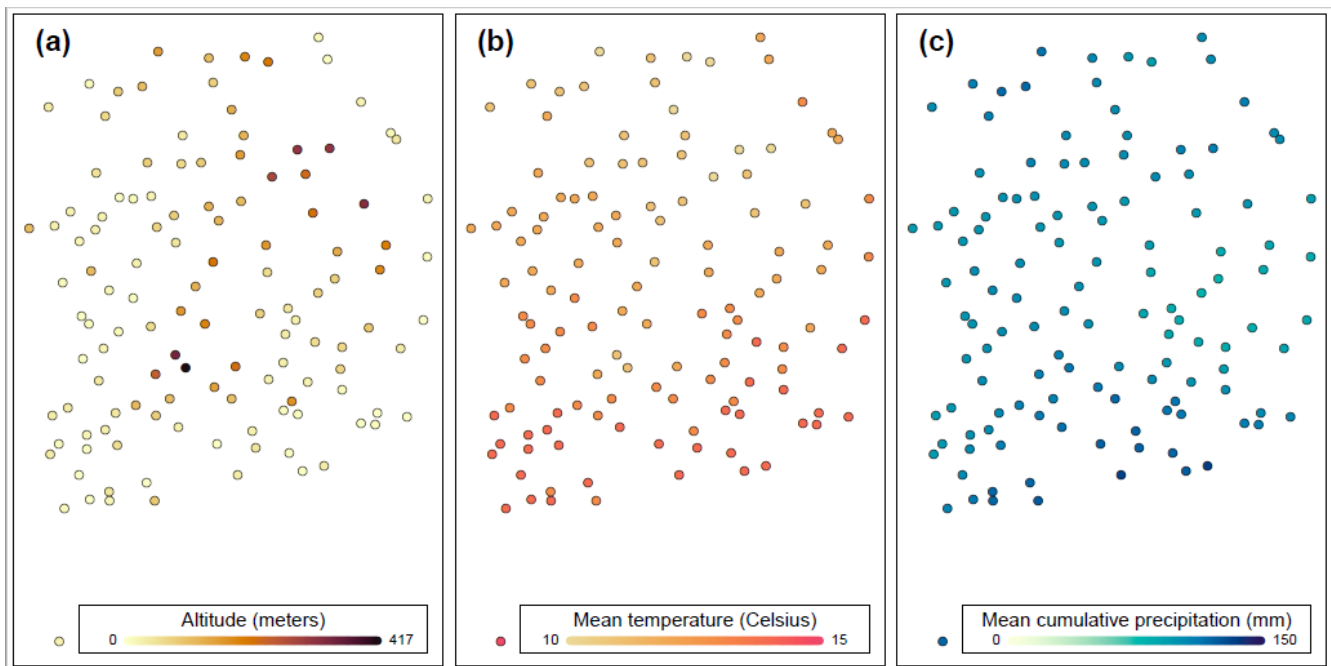 (a)
Altitude (meters)
0 417
(b)
Mean temperature (Celsius)
10 15
(c)
Mean cumulative precipitation (mm)
0 150